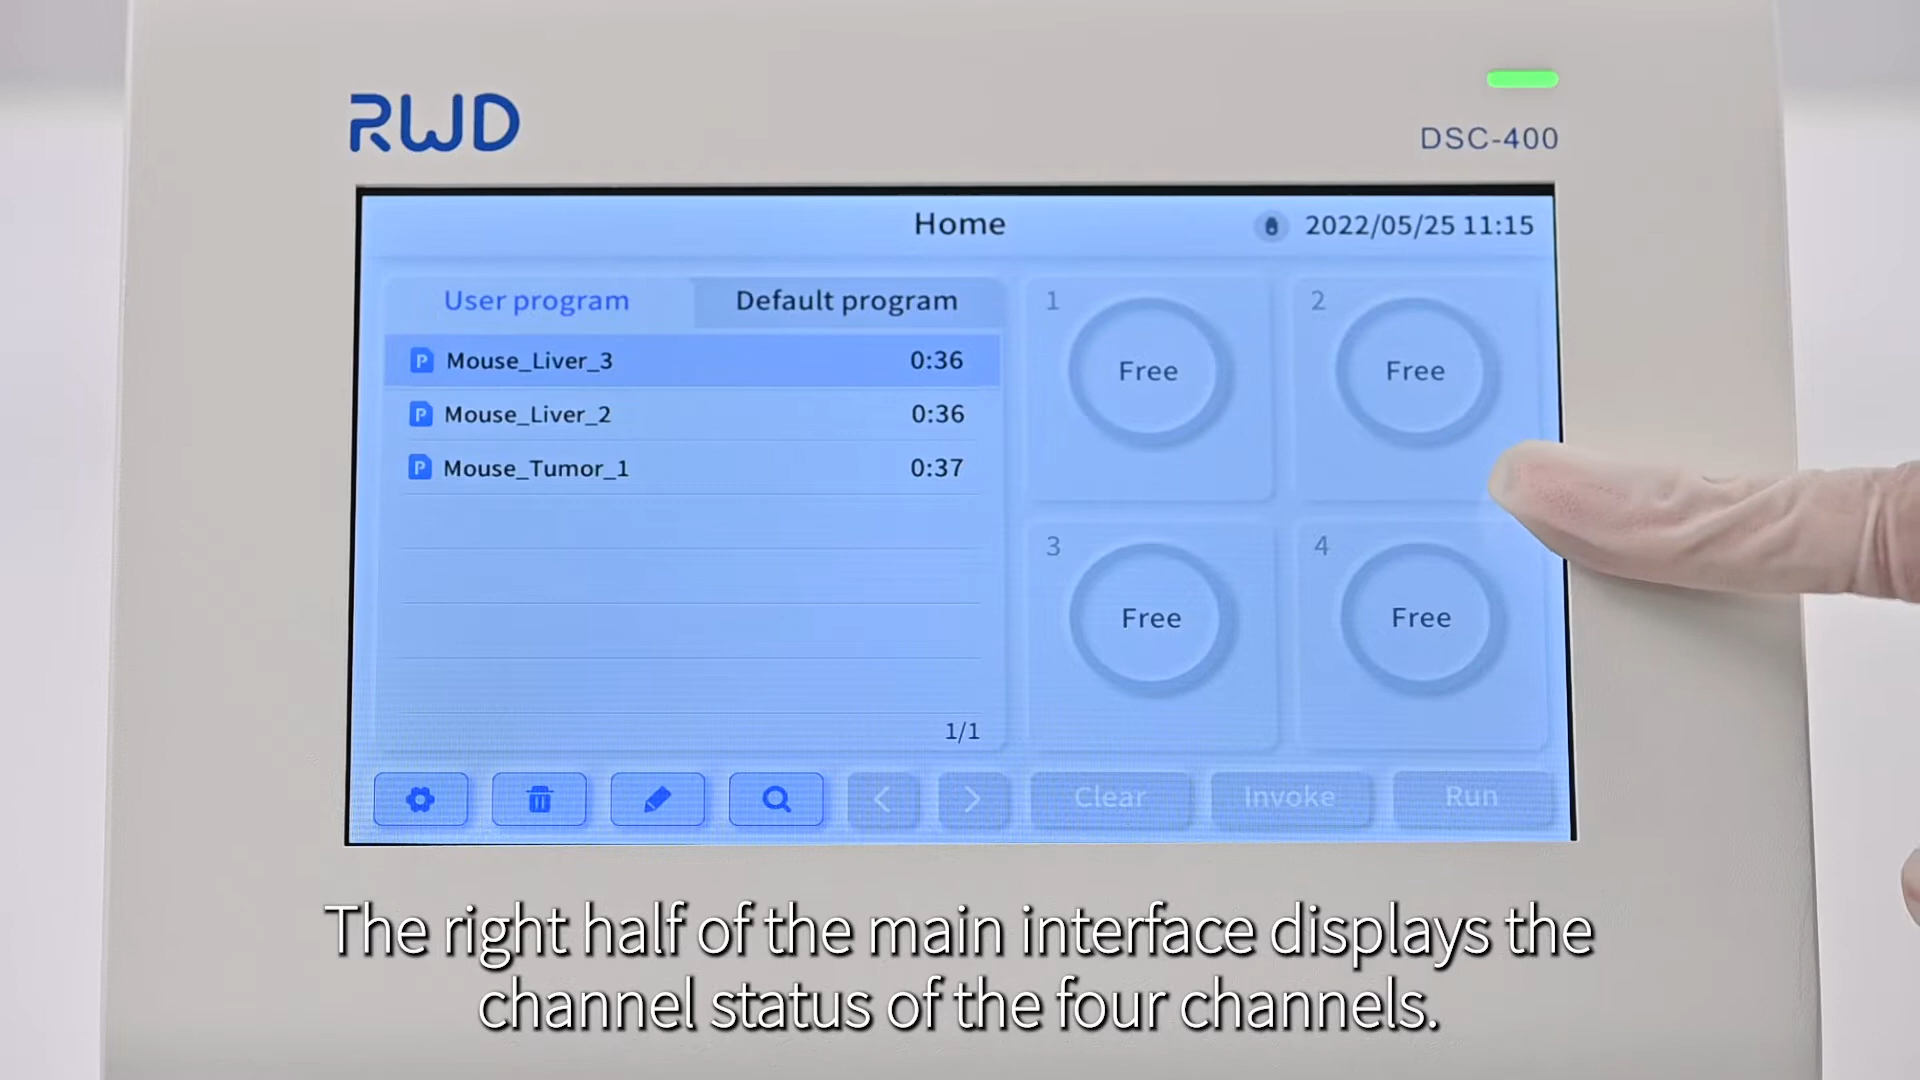 RWD
DSC-400
Home
2022/05/25 11:15
User program
Default program
P Mouse_Liver_3 0:36
P Mouse_Liver_2 0:36
P Mouse_Tumor_1 0:37
1/1
1
Free
2
Free
3
Free
4
Free
< > Clear Invoke Run
The right half of the main interface displays the
channel status of the four channels.